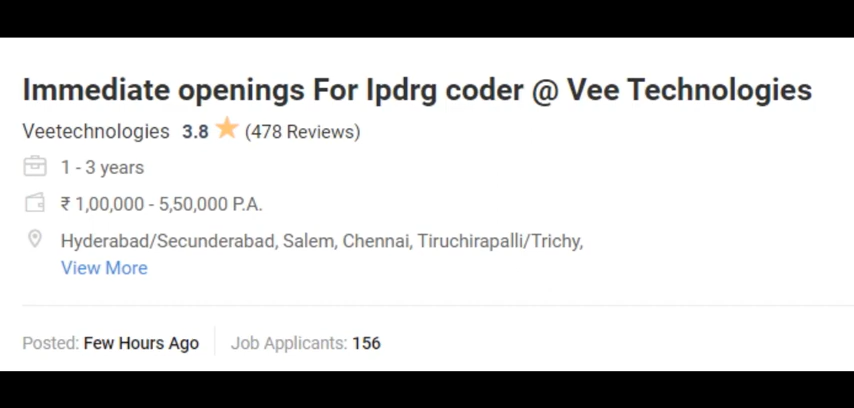 Immediate openings For Ipdrg coder @ Vee Technologies
Veetechnologies 3.8 ★ (478 Reviews)
1 - 3 years
₹ 1,00,000 - 5,50,000 P.A.
Hyderabad/Secunderabad, Salem, Chennai, Tiruchirapalli/Trichy,
View More
Posted: Few Hours Ago Job Applicants: 156